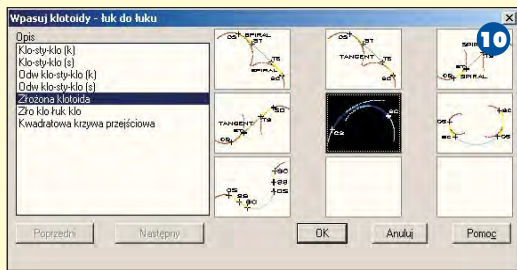 Wpasuj klotoidy - łuk do łuku
10
Opis
Klo-sty-klo (k)
Klo-sty-klo (s)
Odw klo-sty-klo (k)
Odw klo-sty-klo (s)
Złożona klotoida
Zło klo-łuk klo
Kwadratowa krzywa przejściowa
SPIRAL
ST
SPIRAL
TANGENT
SPIRAL
TANGENT
Poprzedni
Następny
OK
Anuluj
Pomoc